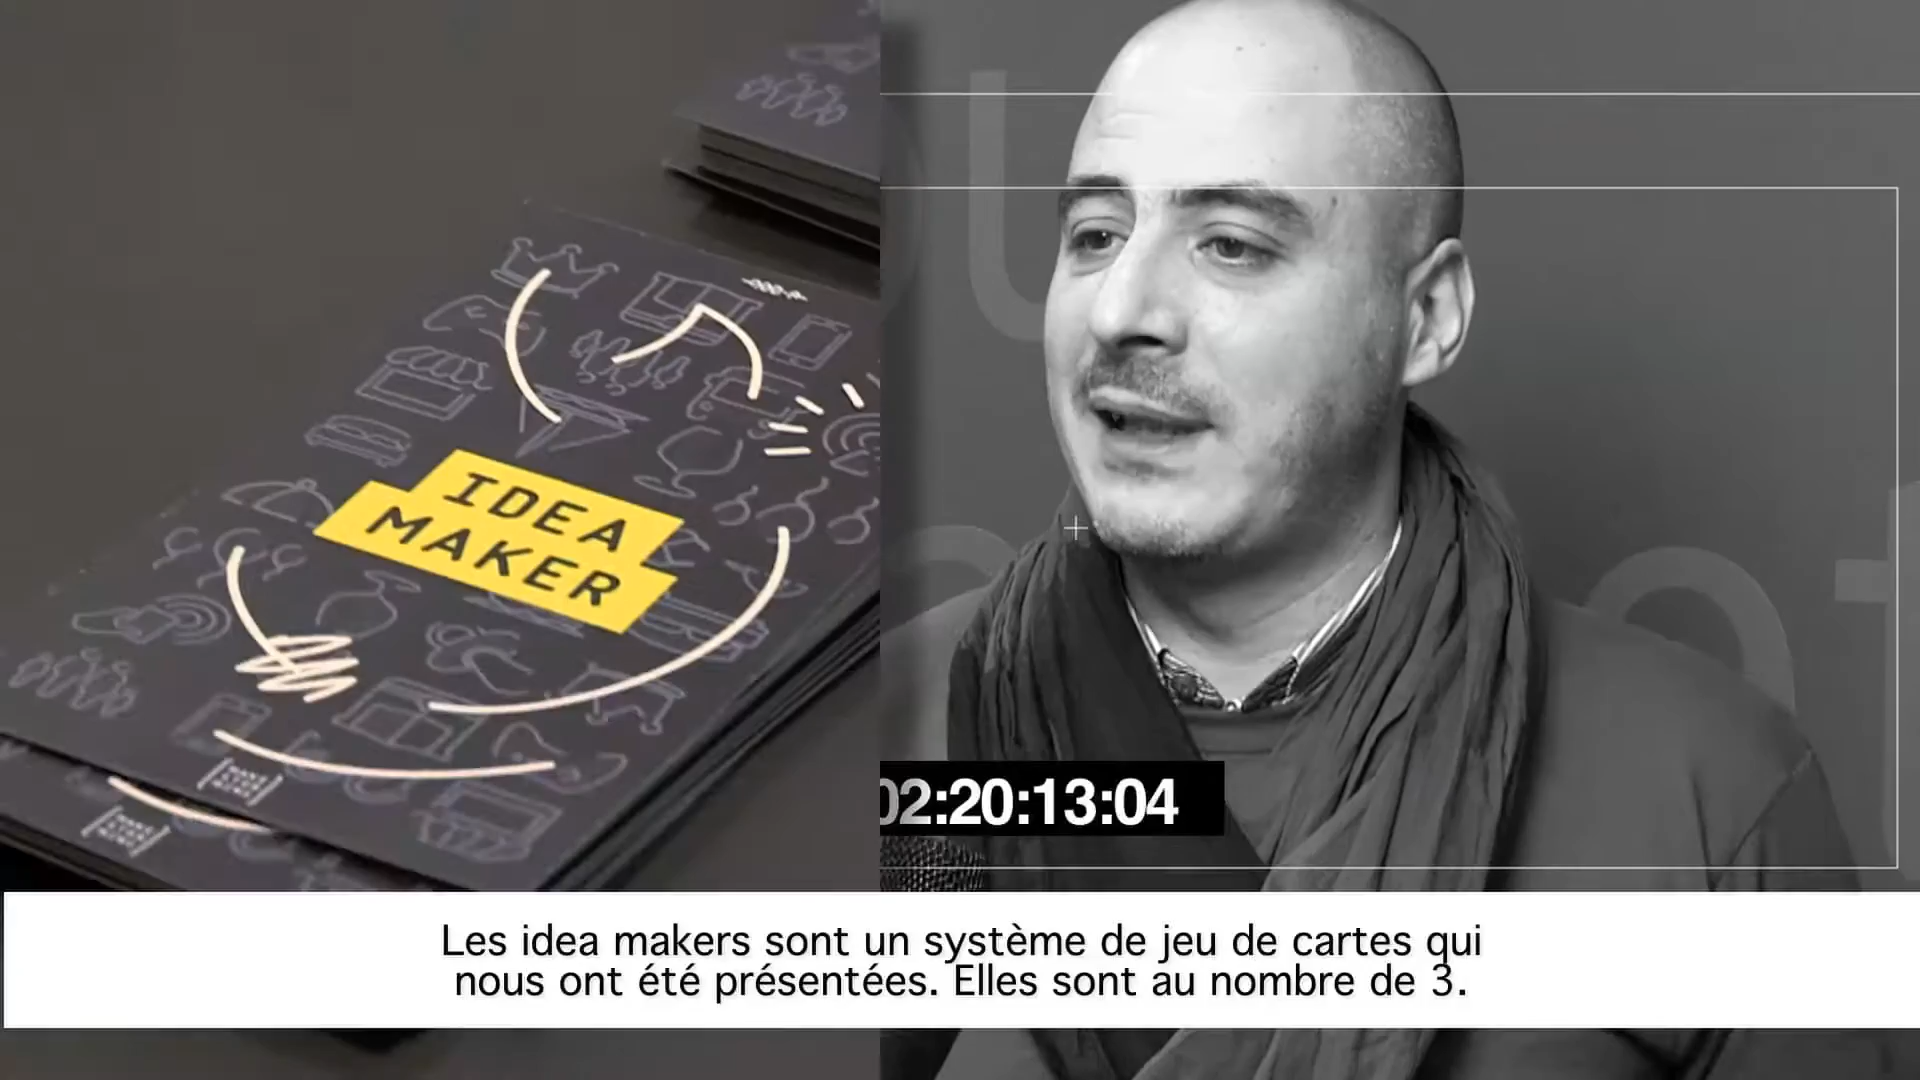 IDEA
MAKER
02:20:13:04
Les idea makers sont un système de jeu de cartes qui
nous ont été présentées. Elles sont au nombre de 3.